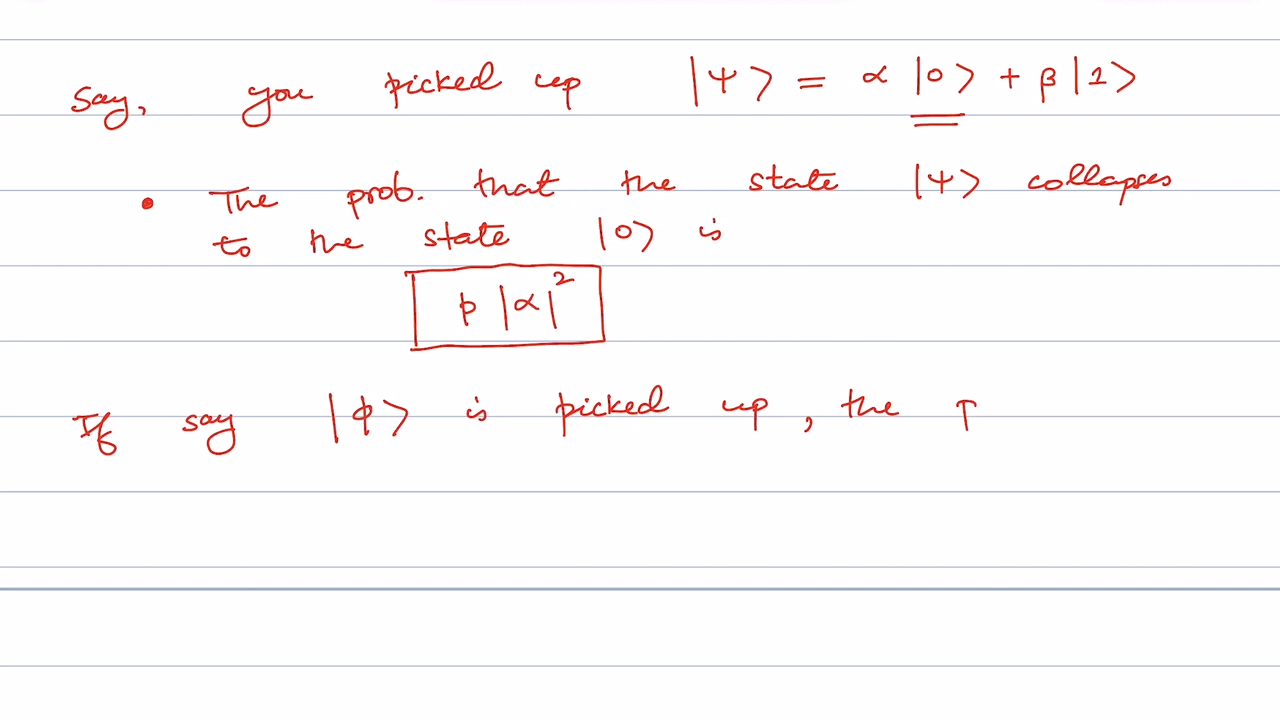 Say, you picked up |ψ⟩ = α |0⟩ + β |1⟩
• The prob. that the state |ψ⟩ collapses
to the state |0⟩ is
p |α|²
If say |ϕ⟩ is picked up, the